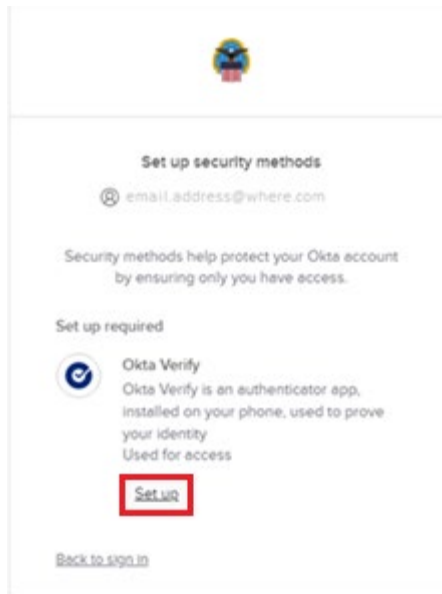 Set up security methods
email.address@where.com
Security methods help protect your Okta account
by ensuring only you have access.
Set up required
Okta Verify
Okta Verify is an authenticator app,
installed on your phone, used to prove
your identity
Used for access
Set up
Back to sign in